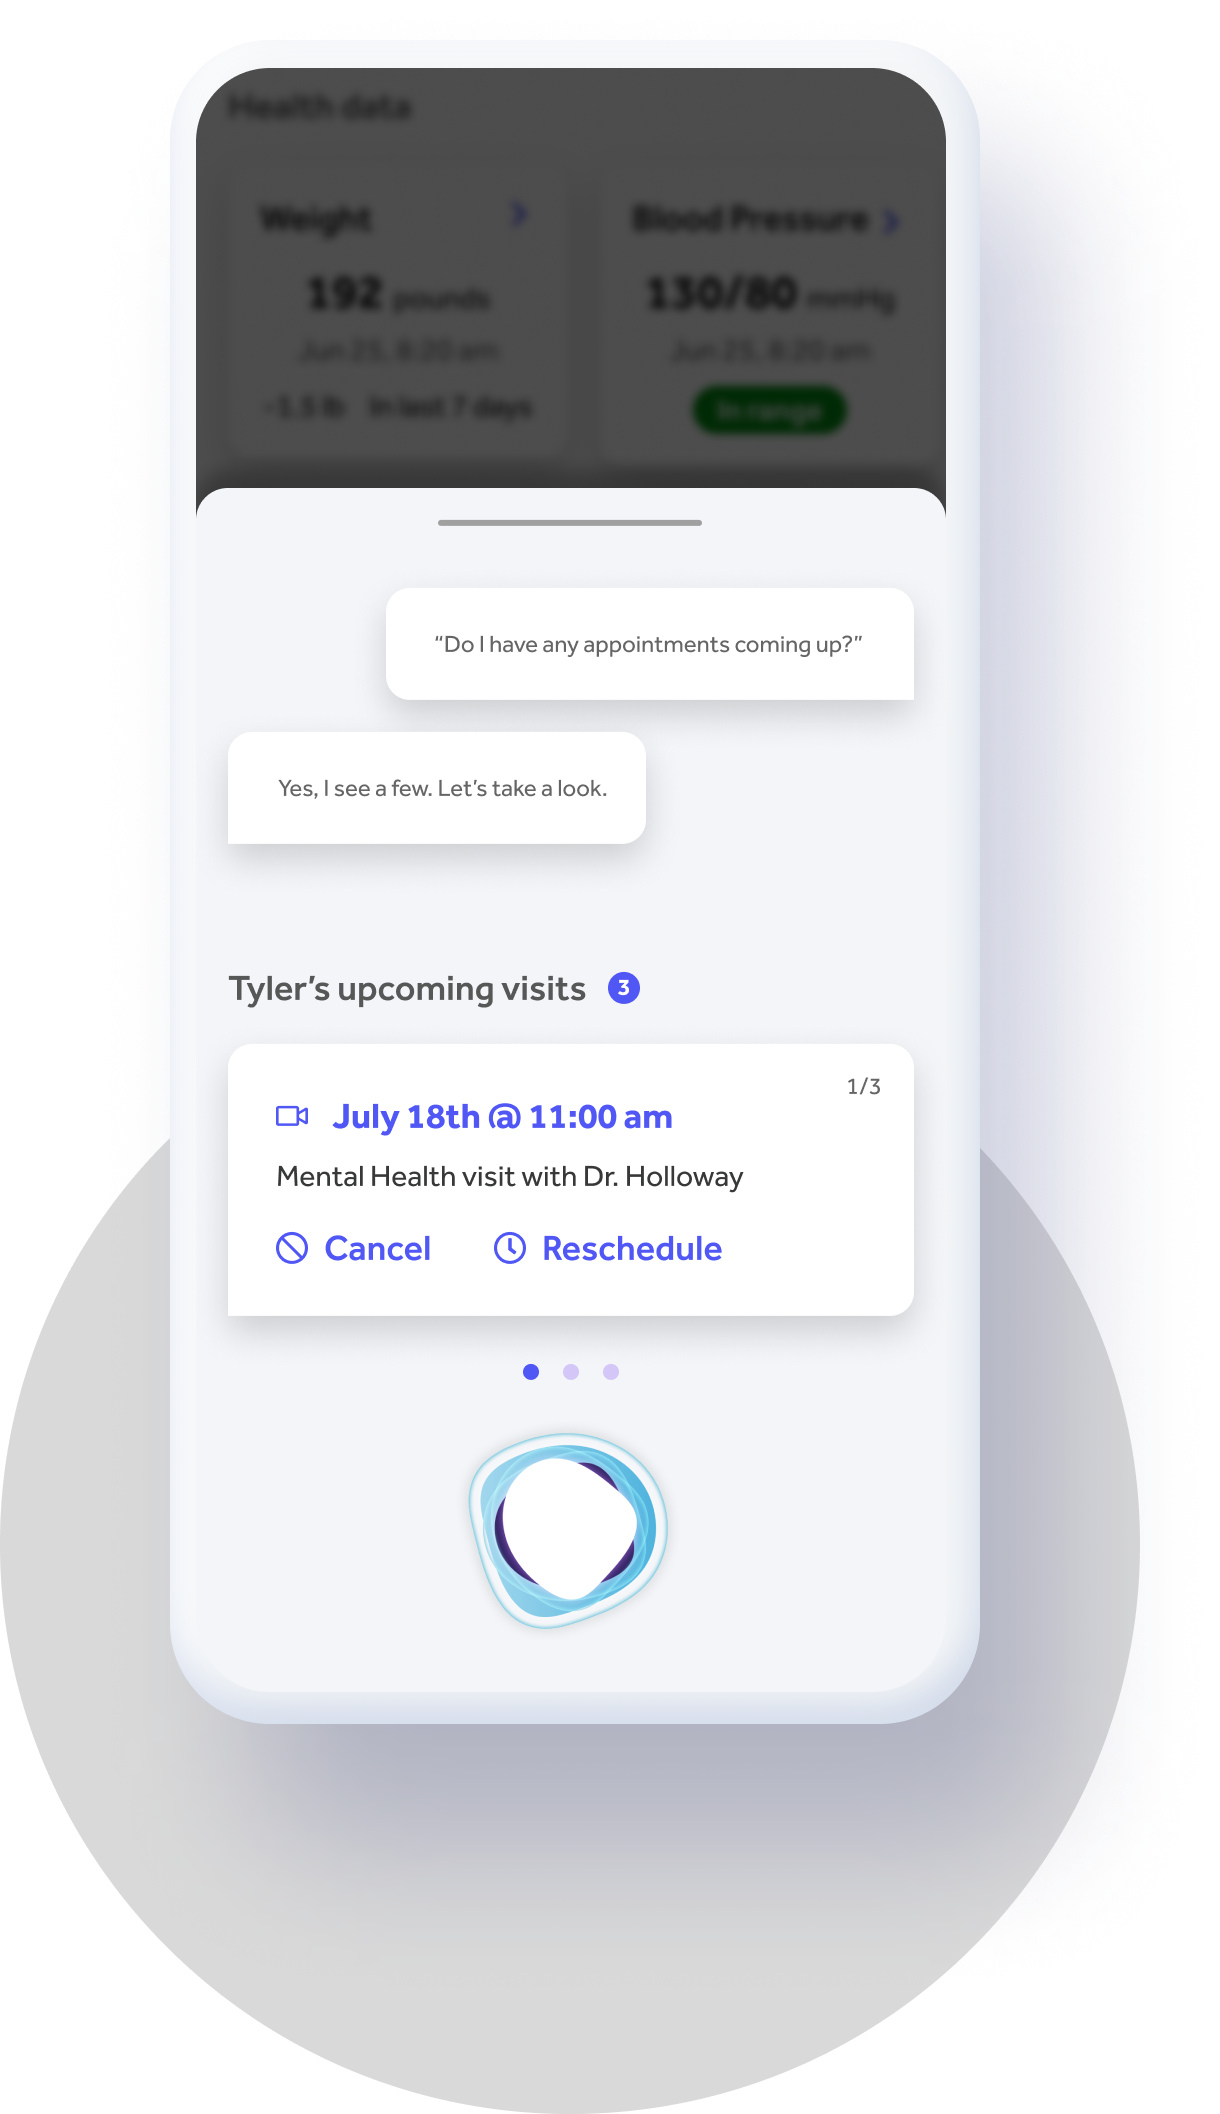 Health data
Weight
Blood Pressure
192 pounds
130/80 mmHg
Jun 25, 8:20 am
Jun 25, 8:20 am
-1.5 lb In last 7 days
In range
“Do I have any appointments coming up?”
Yes, I see a few. Let’s take a look.
Tyler’s upcoming visits 3
1/3
July 18th @ 11:00 am
Mental Health visit with Dr. Holloway
Cancel Reschedule